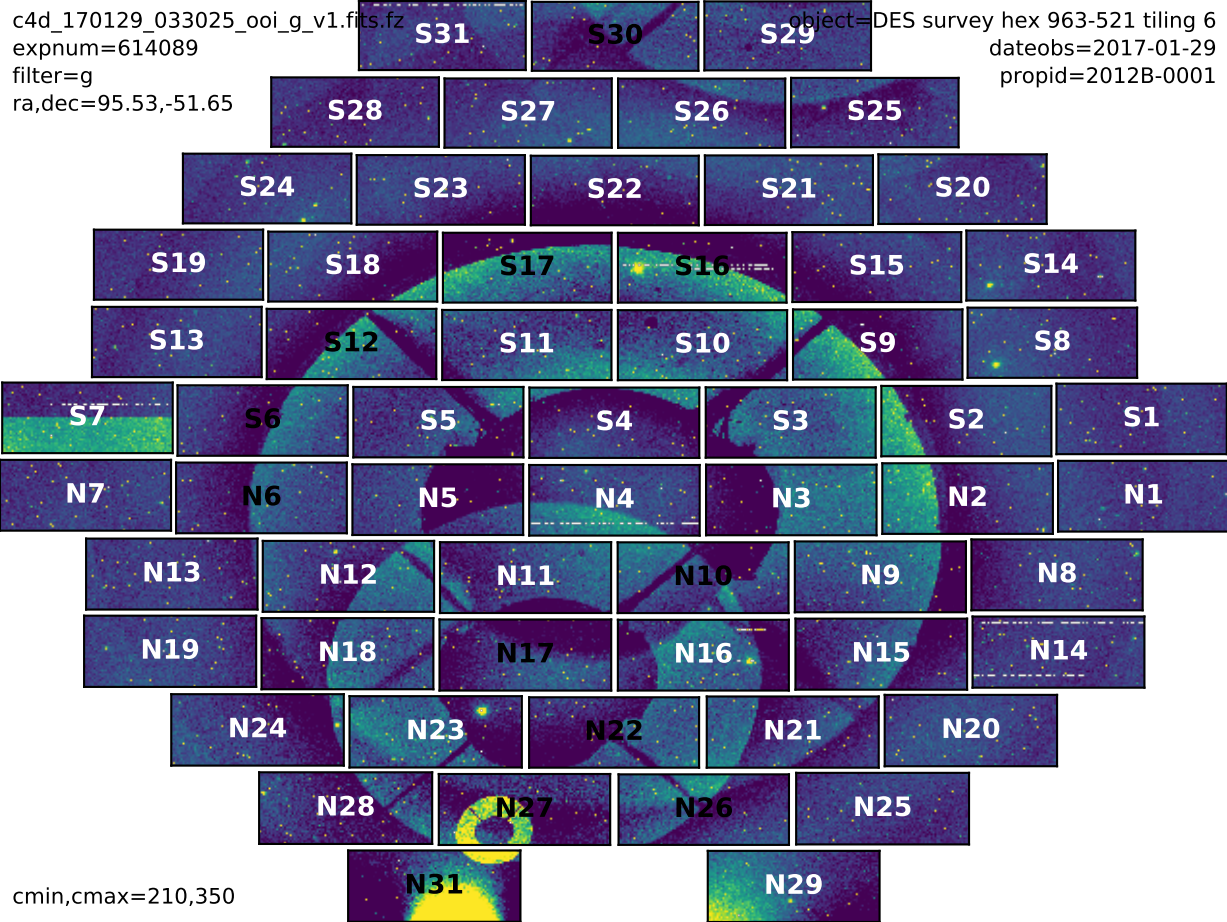 c4d_170129_033025_ooi_g_v1.fits.fz
expnum=614089
filter=g
ra,dec=95.53,-51.65
object=DES survey hex 963-521 tiling 6
dateobs=2017-01-29
propid=2012B-0001
S31 S30 S29
S28 S27 S26 S25
S24 S23 S22 S21 S20
S19 S18 S17 S16 S15 S14
S13 S12 S11 S10 S9 S8
S7 S6 S5 S4 S3 S2 S1
N7 N6 N5 N4 N3 N2 N1
N13 N12 N11 N10 N9 N8
N19 N18 N17 N16 N15 N14
N24 N23 N22 N21 N20
N28 N27 N26 N25
N31 N29
cmin,cmax=210,350